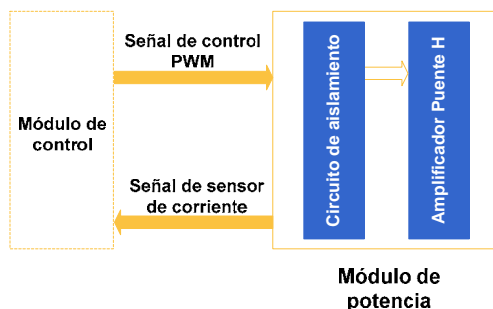 Señal de control
PWM
Módulo de
control
Señal de sensor
de corriente
Circuito de aislamiento
Amplificador Puente H
Módulo de
potencia